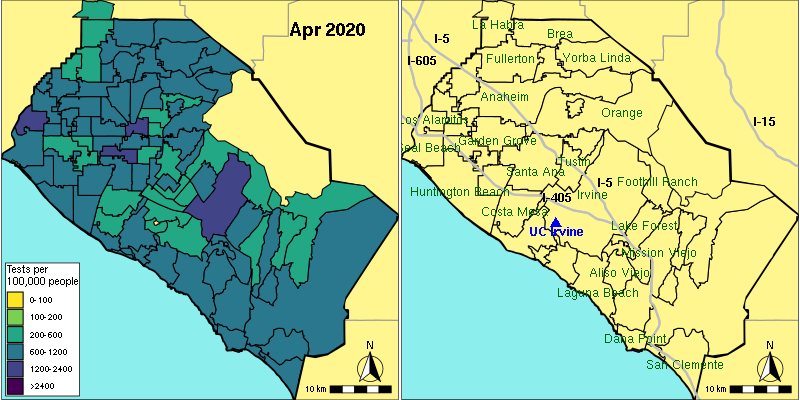 Apr 2020
Tests per
100,000 people
0-100
100-200
200-600
600-1200
1200-2400
>2400
N
10 km
La Habra
Brea
I-5
I-605
Fullerton
Yorba Linda
Anaheim
Orange
I-15
Los Alamitos
Garden Grove
Seal Beach
Tustin
Santa Ana
I-5
Foothill Ranch
Huntington Beach
I-405
Irvine
Costa Mesa
UC Irvine
Lake Forest
Mission Viejo
Aliso Viejo
Laguna Beach
Dana Point
San Clemente
N
10 km